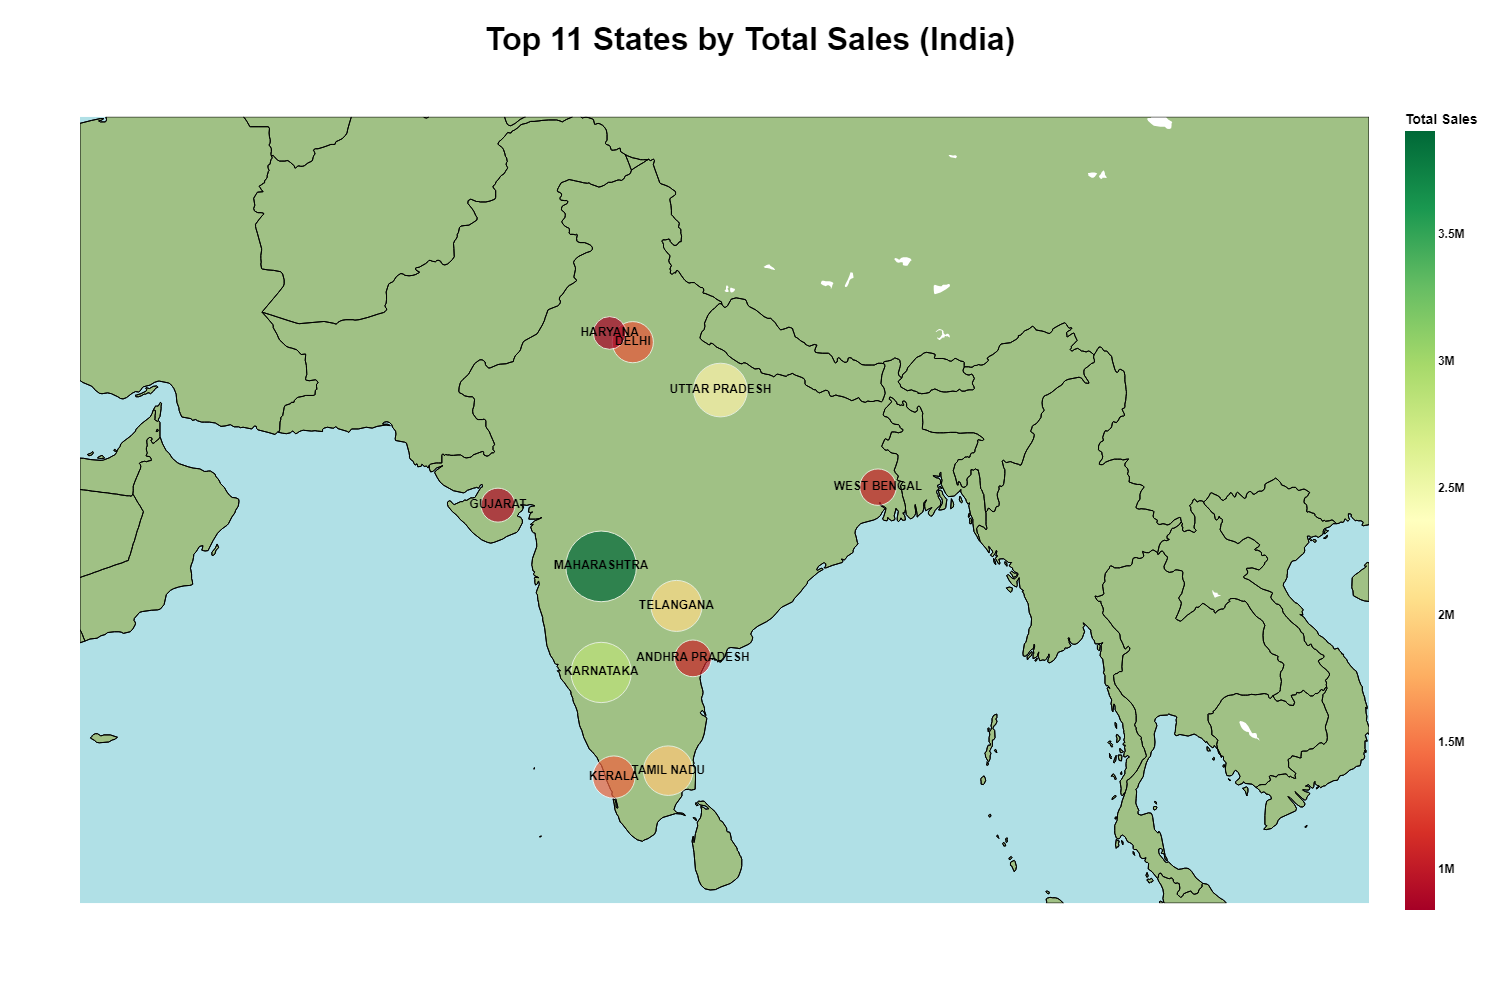 Top 11 States by Total Sales (India)
Total Sales
3.5M
3M
2.5M
2M
1.5M
1M
HARYANA
DELHI
UTTAR PRADESH
WEST BENGAL
GUJARAT
MAHARASHTRA
TELANGANA
ANDHRA PRADESH
KARNATAKA
TAMIL NADU
KERALA